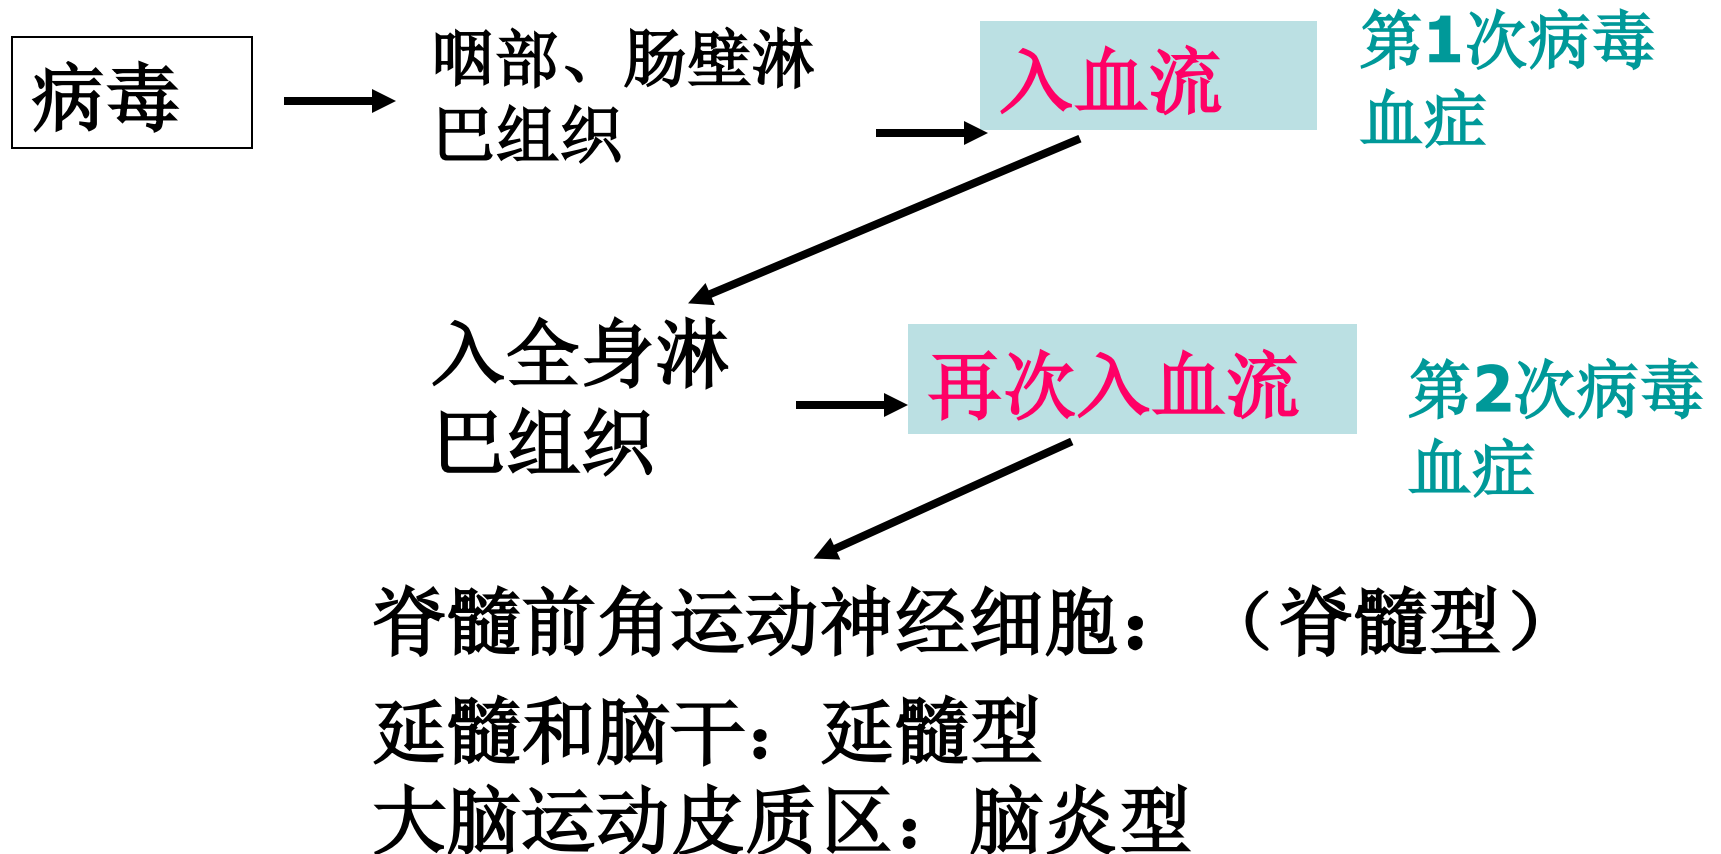 病毒
咽部、肠壁淋
巴组织
入血流
第1次病毒
血症
入全身淋
巴组织
再次入血流
第2次病毒
血症
脊髓前角运动神经细胞：（脊髓型）
延髓和脑干：延髓型
大脑运动皮质区：脑炎型